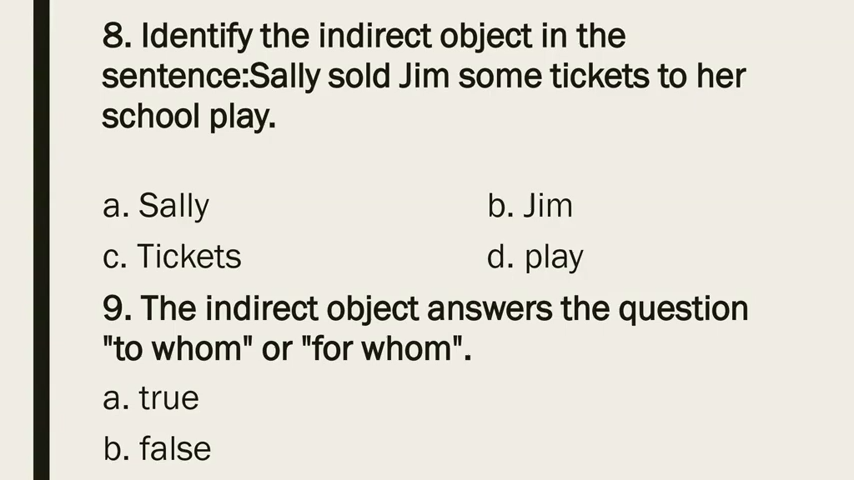 8. Identify the indirect object in the
sentence:Sally sold Jim some tickets to her
school play.
a. Sally
b. Jim
c. Tickets
d. play
9. The indirect object answers the question
"to whom" or "for whom".
a. true
b. false